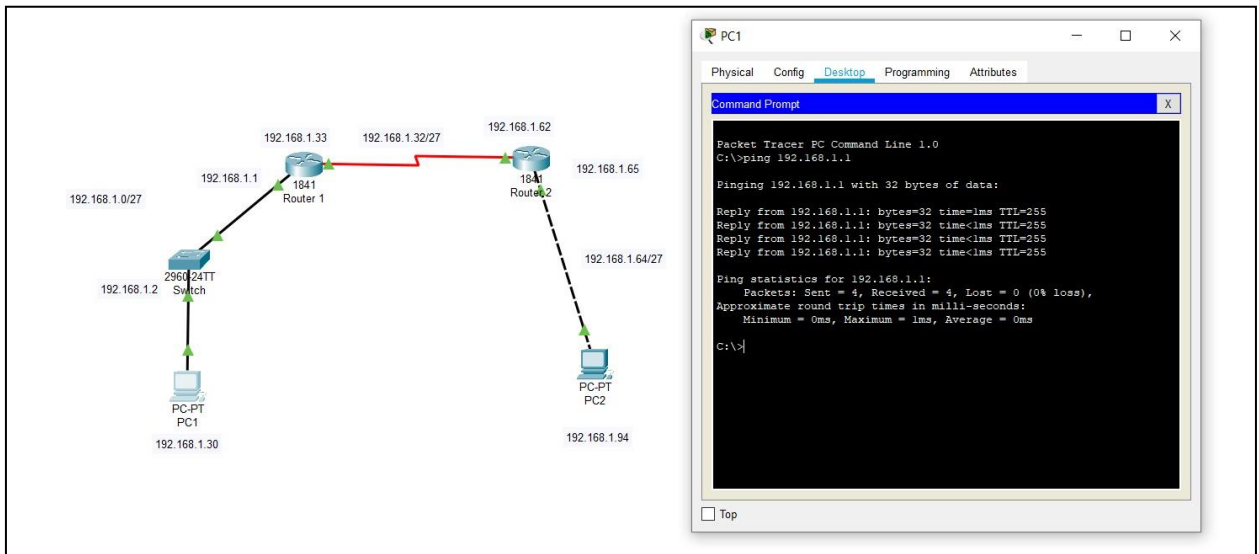 192.168.1.62
192.168.1.33
192.168.1.32/27
192.168.1.65
192.168.1.1
1841
Router 1
1841
Router 2
192.168.1.0/27
192.168.1.64/27
2960-24TT
Switch
192.168.1.2
PC-PT
PC1
192.168.1.30
PC-PT
PC2
192.168.1.94
PC1
Physical Config Desktop Programming Attributes
Command Prompt
X
Packet Tracer PC Command Line 1.0
C:\>ping 192.168.1.1
Pinging 192.168.1.1 with 32 bytes of data:
Reply from 192.168.1.1: bytes=32 time=1ms TTL=255
Reply from 192.168.1.1: bytes=32 time<1ms TTL=255
Reply from 192.168.1.1: bytes=32 time<1ms TTL=255
Reply from 192.168.1.1: bytes=32 time<1ms TTL=255
Ping statistics for 192.168.1.1:
Packets: Sent = 4, Received = 4, Lost = 0 (0% loss),
Approximate round trip times in milli-seconds:
Minimum = 0ms, Maximum = 1ms, Average = 0ms
C:\>
Top